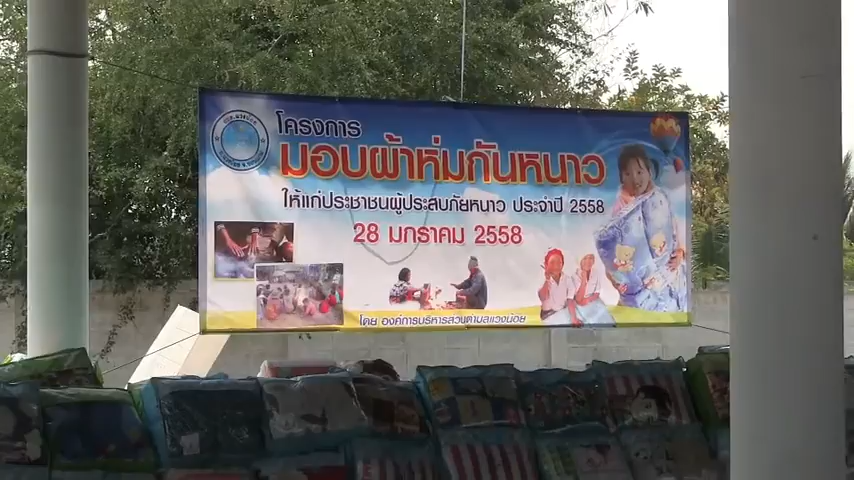 โครงการ
มอบผ้าห่มกันหนาว
ให้แก่ประชาชนผู้ประสบภัยหนาว ประจำปี 2558
28 มกราคม 2558
โดย องค์การบริหารส่วนตำบลแวงน้อย